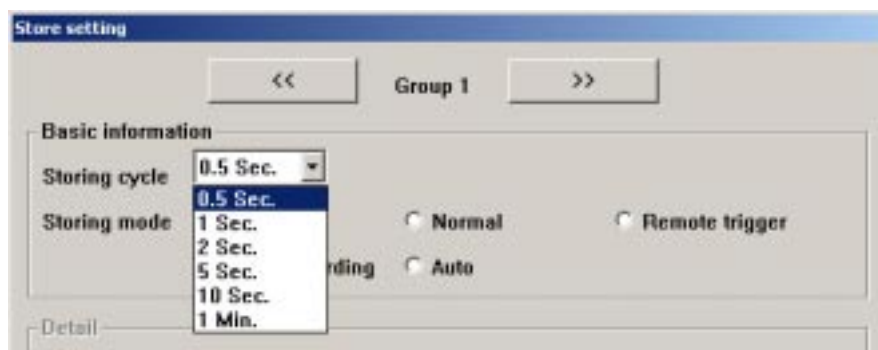 Store setting
<< Group 1 >>
Basic information
Storing cycle 0.5 Sec.
0.5 Sec.
Storing mode 1 Sec. Normal Remote trigger
2 Sec.
5 Sec. rding Auto
10 Sec.
1 Min.
Detail